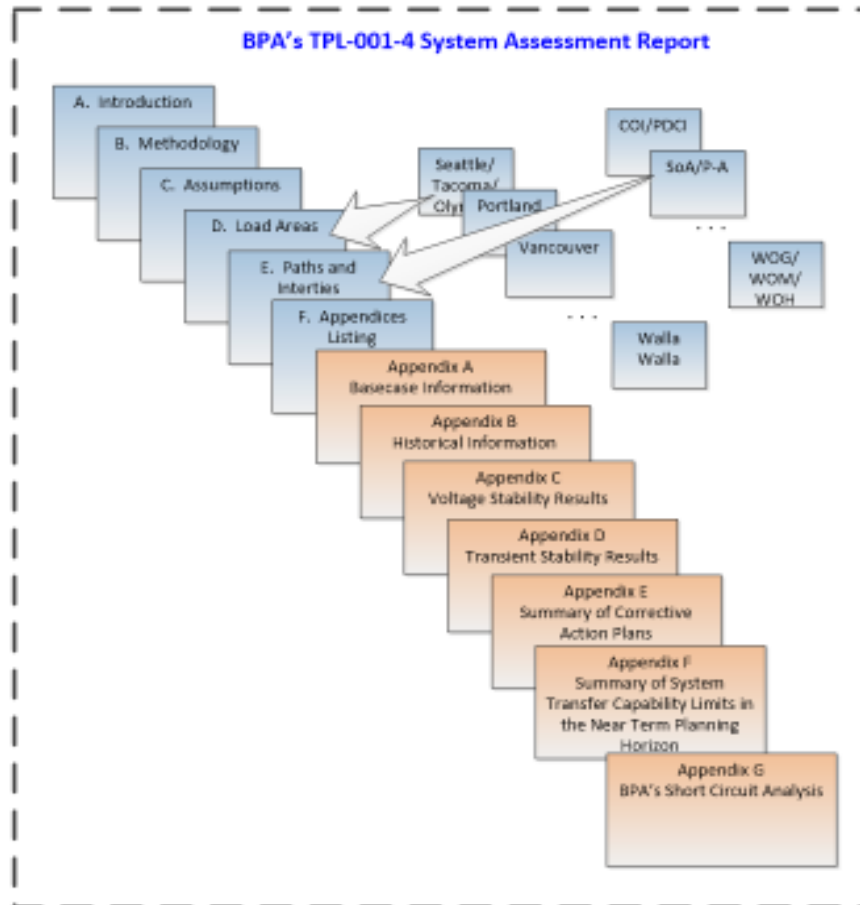 BPA's TPL-001-4 System Assessment Report
A. Introduction
B. Methodology
C. Assumptions
D. Load Areas
E. Paths and
Interties
F. Appendices
Listing
Seattle/
Tacoma/
Portland
Vancouver
. . .
Walla
Walla
COI/PDCI
SoA/P-A
. . .
WOG/
WOM/
WOH
Appendix A
Basecase Information
Appendix B
Historical Information
Appendix C
Voltage Stability Results
Appendix D
Transient Stability Results
Appendix E
Summary of Corrective
Action Plans
Appendix F
Summary of System
Transfer Capability Limits in
the Near Term Planning
Horizon
Appendix G
BPA's Short Circuit Analysis